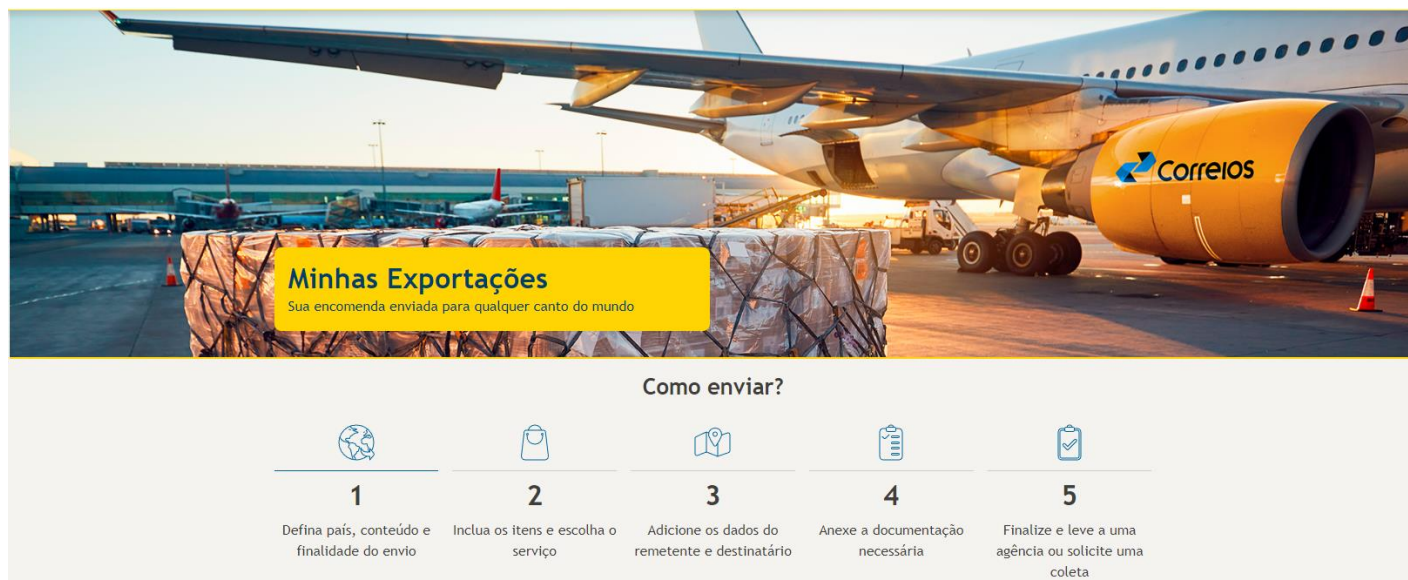 Correios
Minhas Exportações
Sua encomenda enviada para qualquer canto do mundo
Como enviar?
1
Defina país, conteúdo e
finalidade do envio
2
Inclua os itens e escolha o
serviço
3
Adicione os dados do
remetente e destinatário
4
Anexe a documentação
necessária
5
Finalize e leve a uma
agência ou solicite uma
coleta